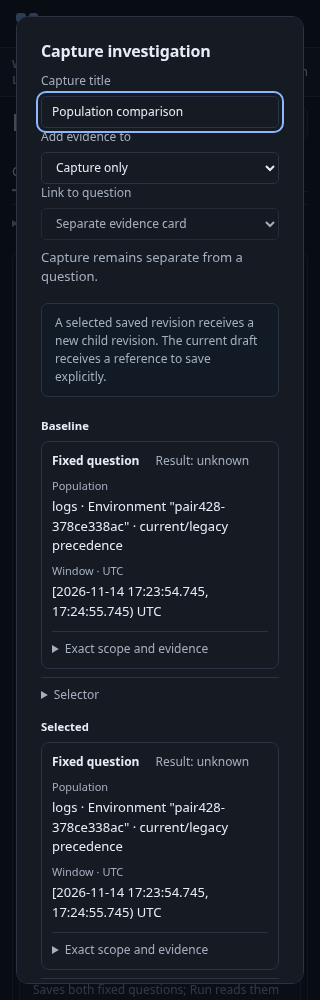 Capture investigation
Capture title
Population comparison
Add evidence to
Capture only
Link to question
Separate evidence card
Capture remains separate from a
question.
A selected saved revision receives a
new child revision. The current draft
receives a reference to save
explicitly.
Baseline
Fixed question Result: unknown
Population
logs · Environment "pair428-
378ce338ac" · current/legacy
precedence
Window · UTC
[2026-11-14 17:23:54.745,
17:24:55.745) UTC
Exact scope and evidence
Selector
Selected
Fixed question Result: unknown
Population
logs · Environment "pair428-
378ce338ac" · current/legacy
precedence
Window · UTC
[2026-11-14 17:23:54.745,
17:24:55.745) UTC
Exact scope and evidence
Saves both fixed questions; Run reads them